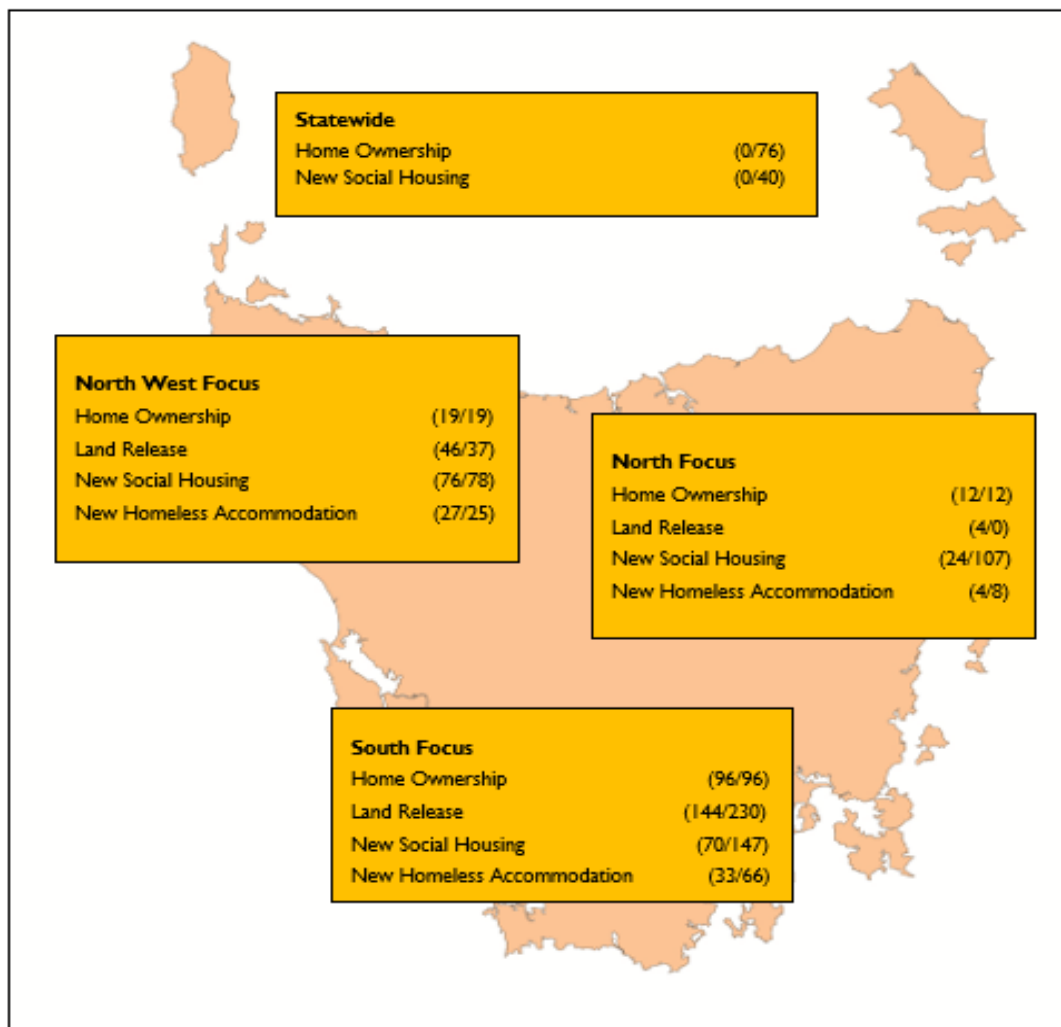 Statewide
Home Ownership (0/76)
New Social Housing (0/40)
North West Focus
Home Ownership (19/19)
Land Release (46/37)
New Social Housing (76/78)
New Homeless Accommodation (27/25)
North Focus
Home Ownership (12/12)
Land Release (4/0)
New Social Housing (24/107)
New Homeless Accommodation (4/8)
South Focus
Home Ownership (96/96)
Land Release (144/230)
New Social Housing (70/147)
New Homeless Accommodation (33/66)